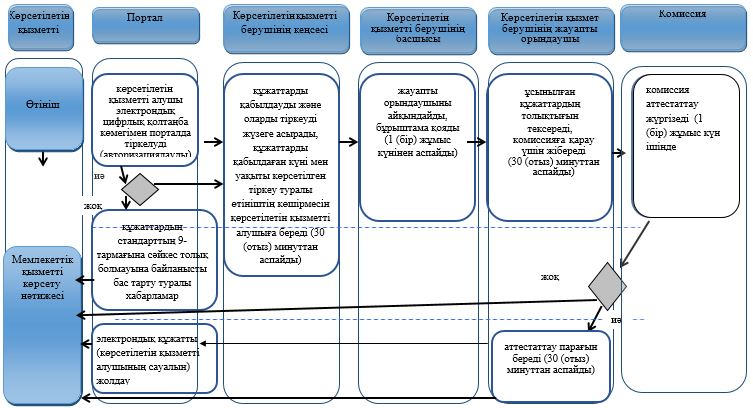 Көрсетілетін
қызметті
Портал
Көрсетілетінқызметті
берушінің кеңсесі
Көрсетілетін
қызметті берушінің
басшысы
Көрсетілетін қызмет
берушінің жауапты
орындаушы
Комиссия
Өтініш
көрсетілетін
қызметті алушы
электрондық
цифрлық қолтаңба
көмегімен порталда
тіркелуді
(авторизациялауды)
иә
жоқ
құжаттардың
стандарттың 9-
тармағына сәйкес толық
болмауына байланысты
бас тарту туралы
хабарламар
электрондық құжатты
(көрсетілетін қызметті
алушының сауалын)
жолдау
құжаттарды
қабылдауды және
оларды тіркеуді
жүзеге асырады,
құжаттарды
қабылдаған күні мен
уақыты көрсетілген
тіркеу туралы
өтініштің көшірмесін
қөрсетілетін қызметті
алушыға береді (30
(отыз) минуттан
аспайды)
жауапты
орындаушыны
айқындайды,
бұрыштама қояды
(1 (бір) жұмыс
күнінен аспайды)
ұсынылған
құжаттардың
толықтығын
тексереді,
комиссияға қарау
үшін жібереді
(30 (отыз) минуттан
аспайды)
комиссия
аттестаттау
жүргізеді (1
(бір) жұмыс күн
ішінде
жоқ
иә
аттестаттау парағын
береді (30 (отыз)
минуттан аспайды)
Мемлекеттік
қызметті
көрсету
нәтижесі